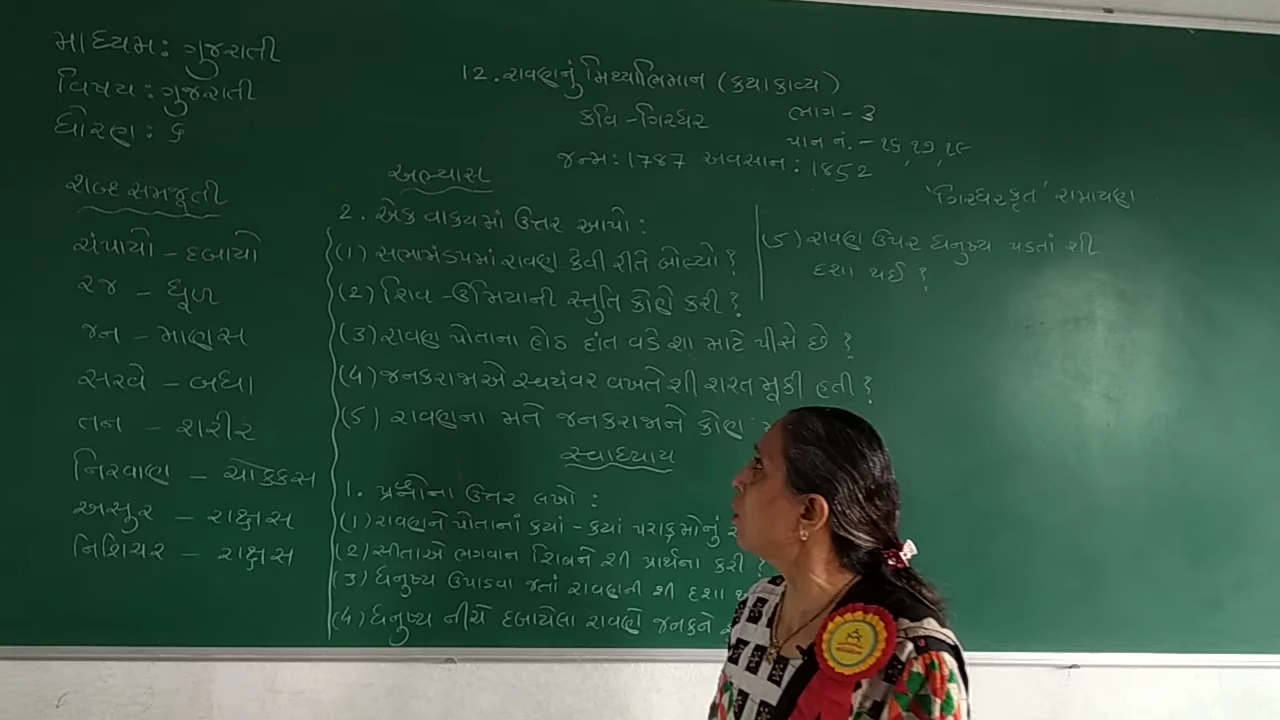 માધ્યમ: ગુજરાતી
વિષય: ગુજરાતી
ધોરણ: ૬
12. રાવણનું મિથ્યાભિમાન (કથાકાવ્ય)
કવિ - ગિરધર
ભાગ - 3
પાન નં. - ૧૬,૧૭,૧૮
જન્મ: 1787 અવસાન: 1852
'ગિરધરકૃત' રામાયણ
શબ્દ સમજૂતી
ચંપાયો - દબાયો
રજ - ધૂળ
જન - માણસ
સરવે - બધા
તન - શરીર
નિરવાણ - ચોક્કસ
અસુર - રાક્ષસ
નિશિચર - રાક્ષસ
અભ્યાસ
2. એક વાક્યમાં ઉત્તર આપો:
(1) સભામંડપમાં રાવણ કેવી રીતે બોલ્યો?
(2) શિવ - ઉમિયાની સ્તુતિ કોણે કરી?
(3) રાવણ પોતાના હોઠ દાંત વડે શા માટે પીસે છે?
(4) જનકરાજાએ સ્વયંવર વખતે શી શરત મૂકી હતી?
(5) રાવણના મતે જનકરાજાને કોણ
સ્વાધ્યાય
1. પ્રશ્નોના ઉત્તર લખો:
(1) રાવણને પોતાનાં કયાં - કયાં પરાક્રમોનું
(2) સીતાએ ભગવાન શિવને શી પ્રાર્થના કરી?
(3) ધનુષ્ય ઉપાડવા જતાં રાવણની શી દશા
(4) ધનુષ્ય નીચે દબાયેલા રાવણે જનકને
(5) રાવણ ઉપર ધનુષ્ય પડતાં શી
દશા થઈ?